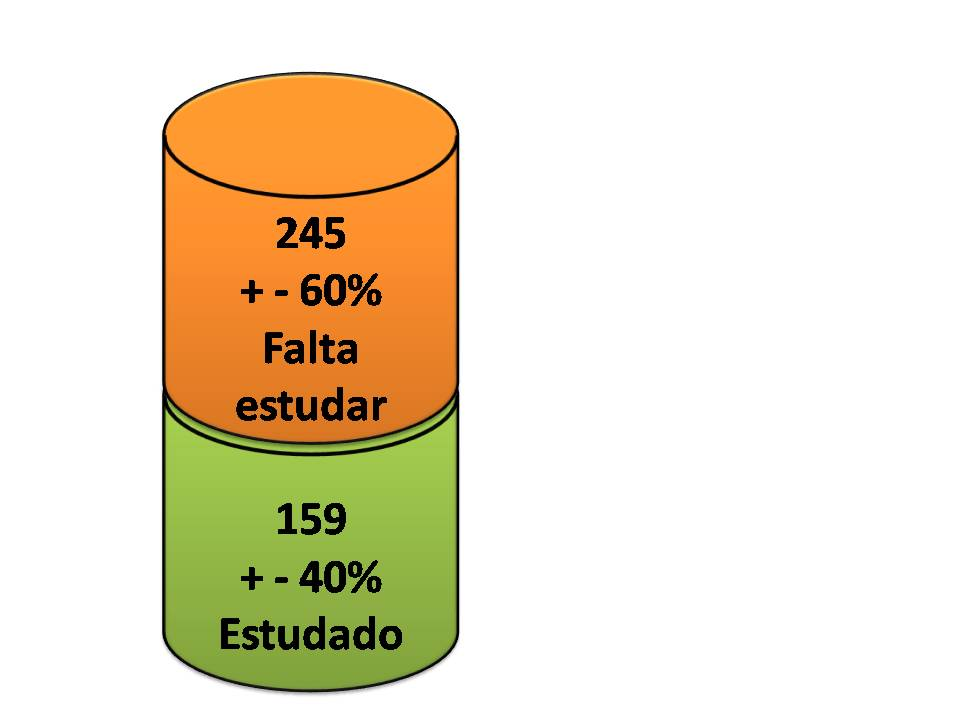 245
+ - 60%
Falta
estudar
159
+ - 40%
Estudado